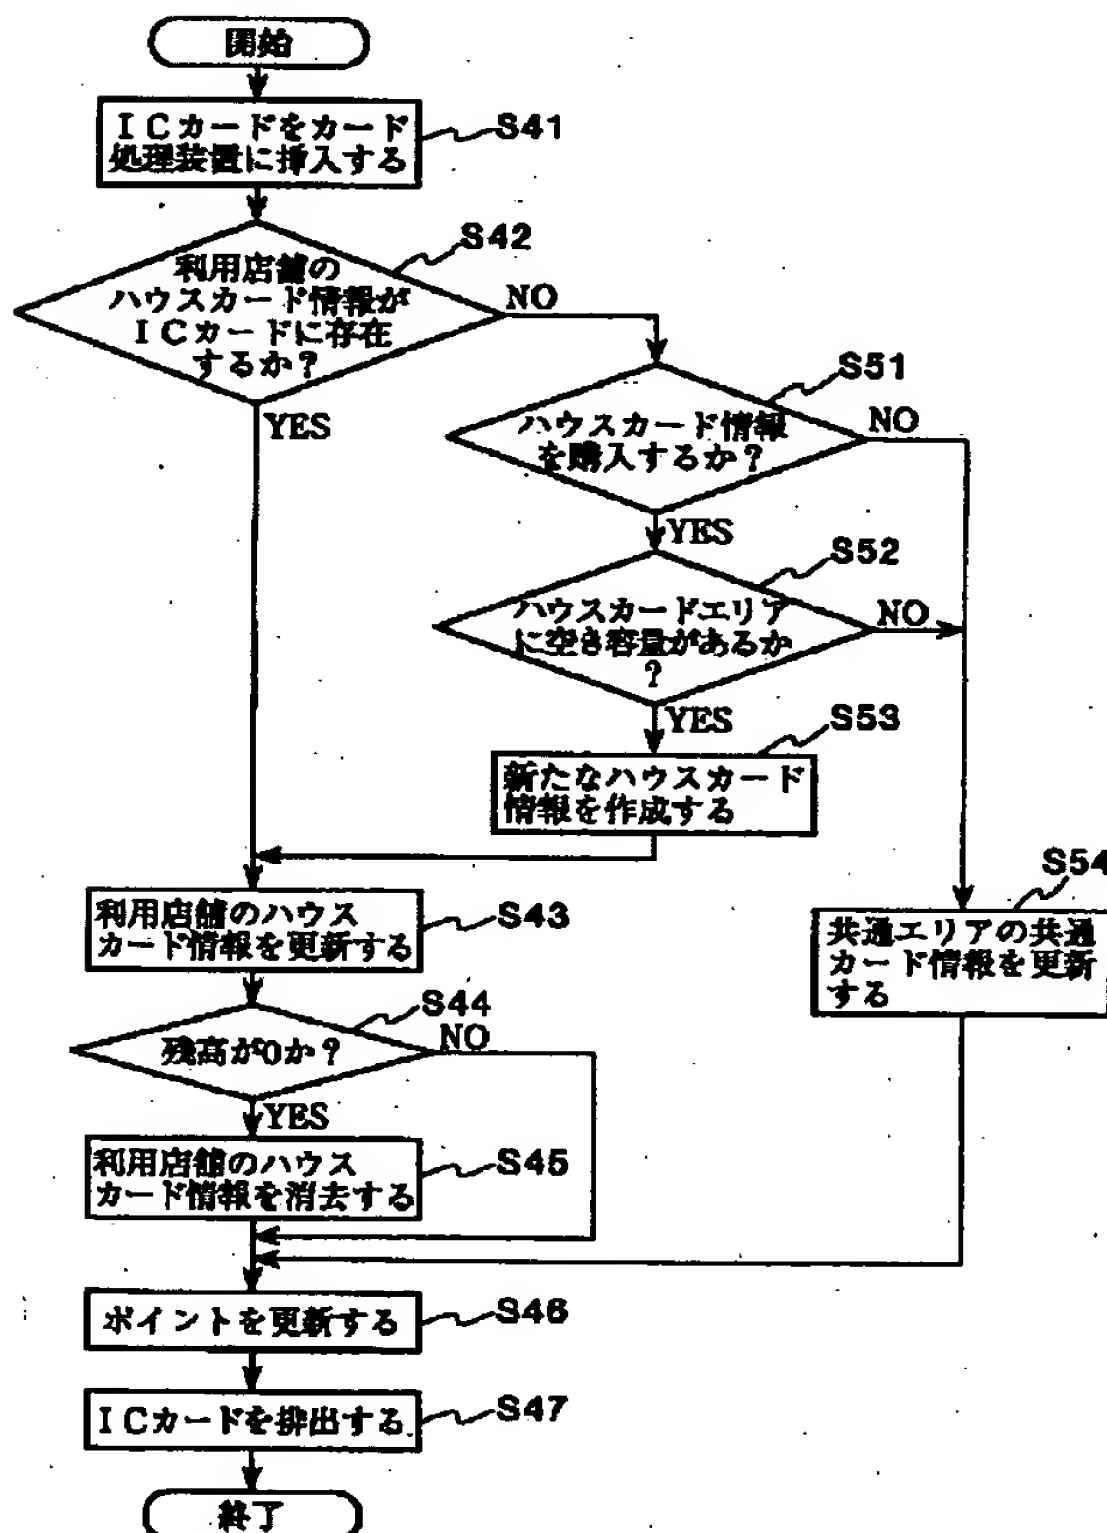 開始
ICカードをカード
処理装置に挿入する
S41
S42
利用店舗の
ハウスカード情報が
ICカードに存在
するか？
NO
YES
S51
ハウスカード情報
を購入するか？
NO
YES
S52
ハウスカードエリア
に空き容量があるか
？
NO
YES
S53
新たなハウスカード
情報を作成する
利用店舗のハウス
カード情報を更新する
S43
S54
共通エリアの共通
カード情報を更新
する
S44
残高が0か？
NO
YES
利用店舗のハウス
カード情報を消去する
S45
ポイントを更新する
S46
ICカードを排出する
S47
終了